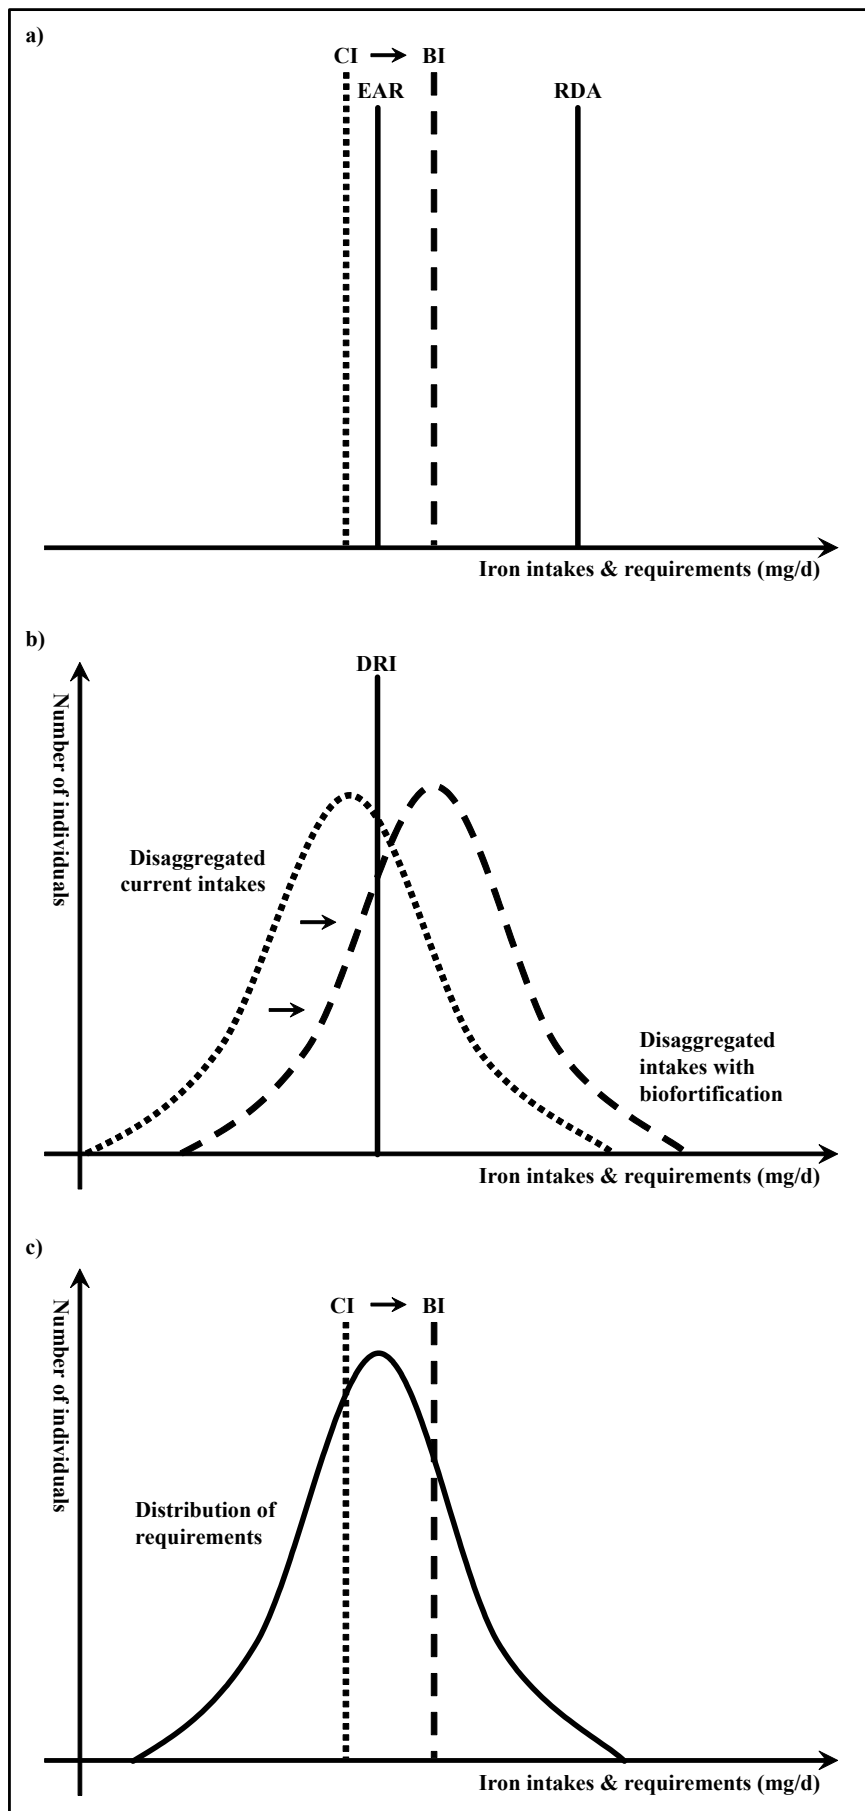 a)
CI → BI
EAR
RDA
Iron intakes & requirements (mg/d)
b)
DRI
Number of individuals
Disaggregated
current intakes
Disaggregated
intakes with
biofortification
Iron intakes & requirements (mg/d)
c)
CI → BI
Number of individuals
Distribution of
requirements
Iron intakes & requirements (mg/d)